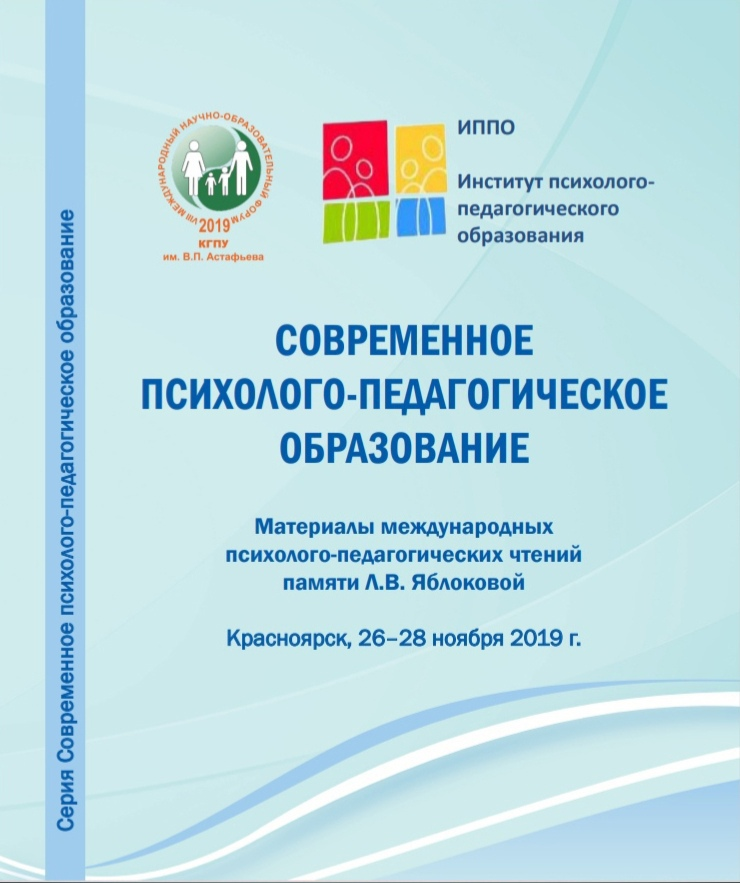 VIII МЕЖДУНАРОДНЫЙ НАУЧНО-ОБРАЗОВАТЕЛЬНЫЙ ФОРУМ
2019
КГПУ
им. В.П. Астафьева
ИППО
Институт психолого-
педагогического
образования
СОВРЕМЕННОЕ
ПСИХОЛОГО-ПЕДАГОГИЧЕСКОЕ
ОБРАЗОВАНИЕ
Материалы международных
психолого-педагогических чтений
памяти Л.В. Яблоковой
Красноярск, 26–28 ноября 2019 г.
Серия Современное психолого-педагогическое образование